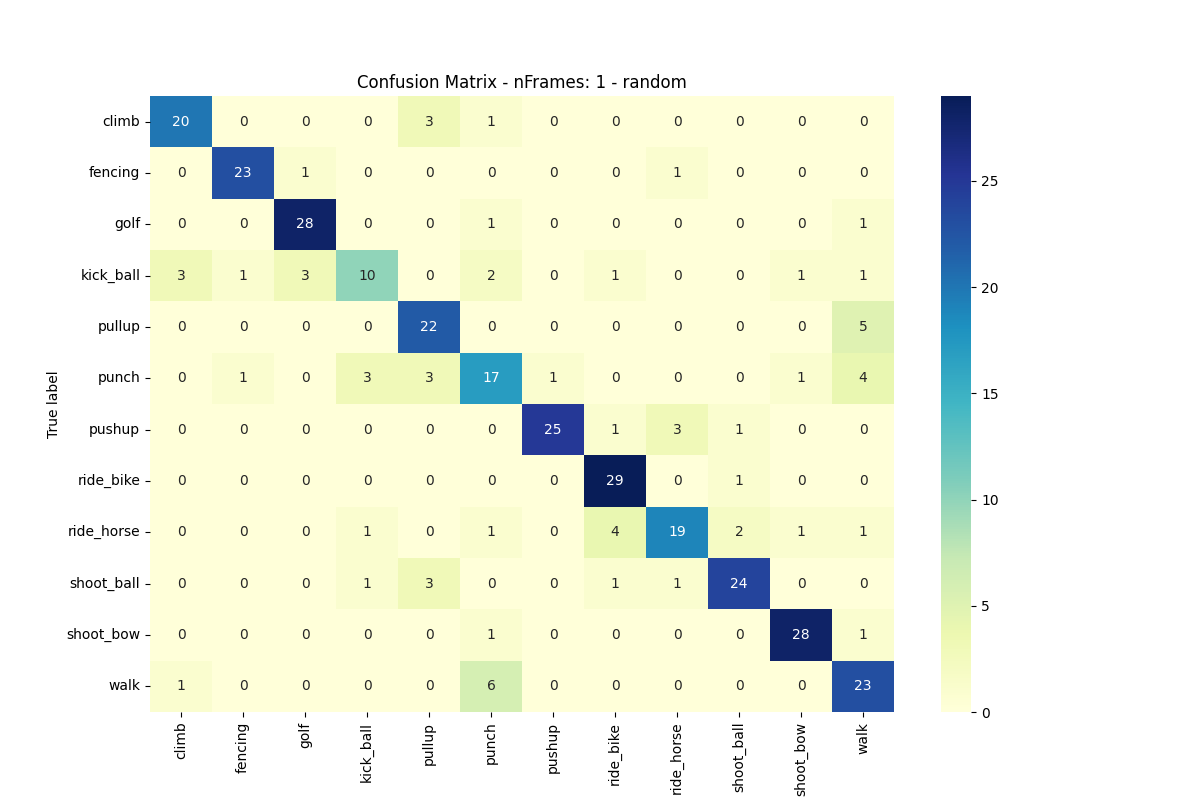 Confusion Matrix - nFrames: 1 - random
climb 20 0 0 0 3 1 0 0 0 0 0 0
fencing 0 23 1 0 0 0 0 0 1 0 0 0
golf 0 0 28 0 0 1 0 0 0 0 0 1
kick_ball 3 1 3 10 0 2 0 1 0 0 1 1
pullup 0 0 0 0 22 0 0 0 0 0 0 5
punch 0 1 0 3 3 17 1 0 0 0 1 4
pushup 0 0 0 0 0 0 25 1 3 1 0 0
ride_bike 0 0 0 0 0 0 0 29 0 1 0 0
ride_horse 0 0 0 1 0 1 0 4 19 2 1 1
shoot_ball 0 0 0 1 3 0 0 1 1 24 0 0
shoot_bow 0 0 0 0 0 1 0 0 0 0 28 1
walk 1 0 0 0 0 6 0 0 0 0 0 23
True label
climb fencing golf kick_ball pullup punch pushup ride_bike ride_horse shoot_ball shoot_bow walk
25
20
15
10
5
0